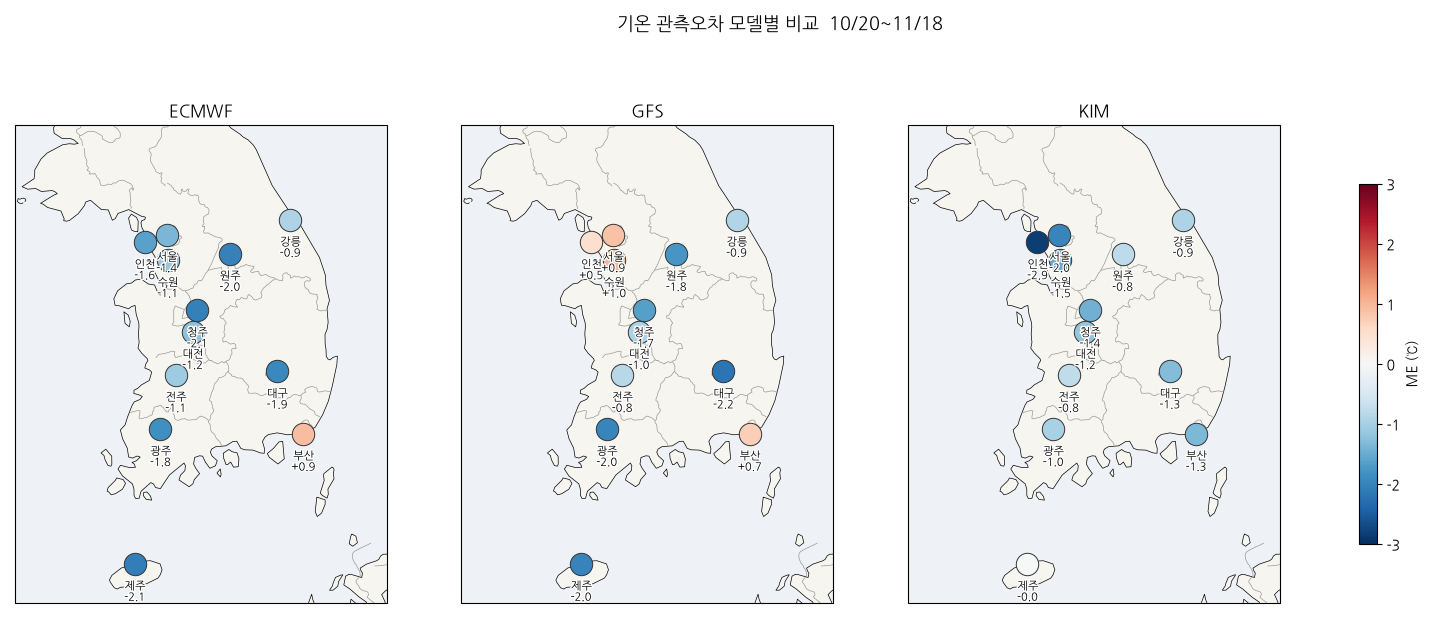 기온 관측오차 모델별 비교 10/20~11/18
ECMWF
강릉
-0.9
서울
-1.4
인천
-1.6
원주
-2.0
수원
-1.1
청주
-2.1
대전
-1.2
대구
-1.9
전주
-1.1
광주
-1.8
부산
+0.9
제주
-2.1
GFS
강릉
-0.9
서울
+0.9
인천
+0.5
원주
-1.8
수원
+1.0
청주
-1.7
대전
-1.0
대구
-2.2
전주
-0.8
광주
-2.0
부산
+0.7
제주
-2.0
KIM
강릉
-0.9
서울
-2.0
인천
-2.9
원주
-0.8
수원
-1.5
청주
-1.4
대전
-1.2
대구
-1.3
전주
-0.8
광주
-1.0
부산
-1.3
제주
-0.0
3
2
1
0
-1
-2
-3
ME (℃)